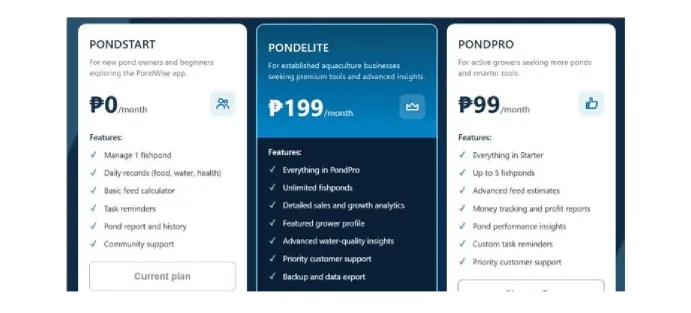 PONDSTART
For new pond owners and beginners
exploring the PondWise app.
₱0/month
Features:
✓ Manage 1 fishpond
✓ Daily records (food, water, health)
✓ Basic feed calculator
✓ Task reminders
✓ Pond report and history
✓ Community support
Current plan
PONDELITE
For established aquaculture businesses
seeking premium tools and advanced insights.
₱199/month
Features:
✓ Everything in PondPro
✓ Unlimited fishponds
✓ Detailed sales and growth analytics
✓ Featured grower profile
✓ Advanced water-quality insights
✓ Priority customer support
✓ Backup and data export
PONDPRO
For active growers seeking more ponds
and smarter tools.
₱99/month
Features:
✓ Everything in Starter
✓ Up to 5 fishponds
✓ Advanced feed estimates
✓ Money tracking and profit reports
✓ Pond performance insights
✓ Custom task reminders
✓ Priority customer support